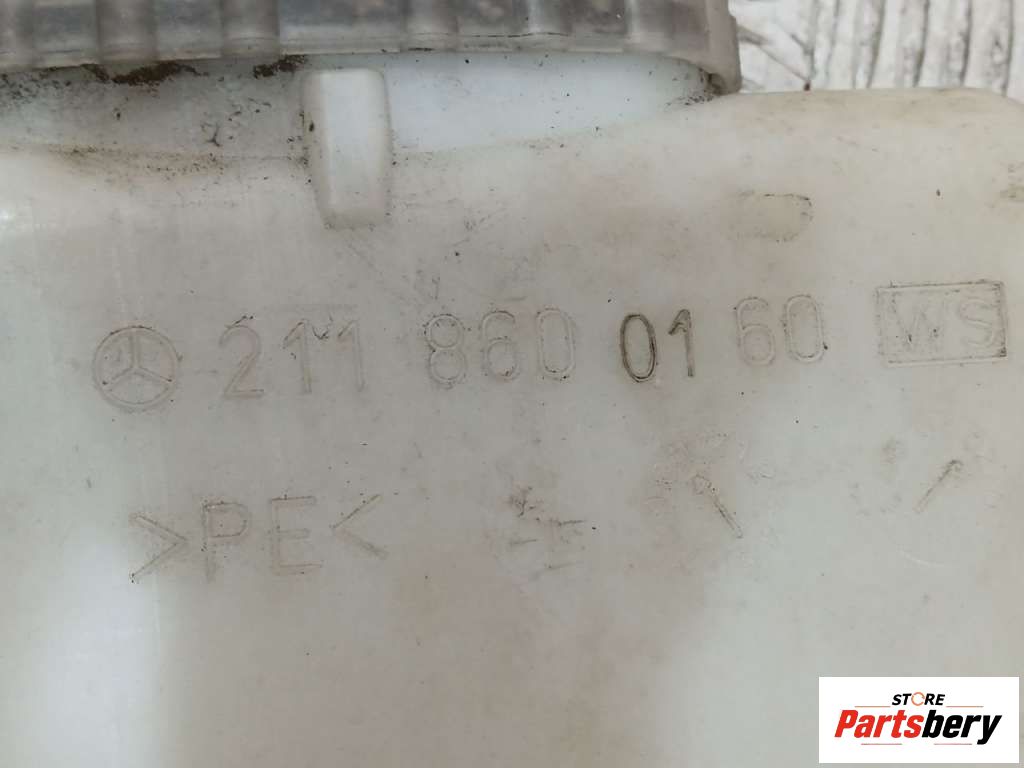 211 860 01 60 WS
>PE<
STORE
Partsbery